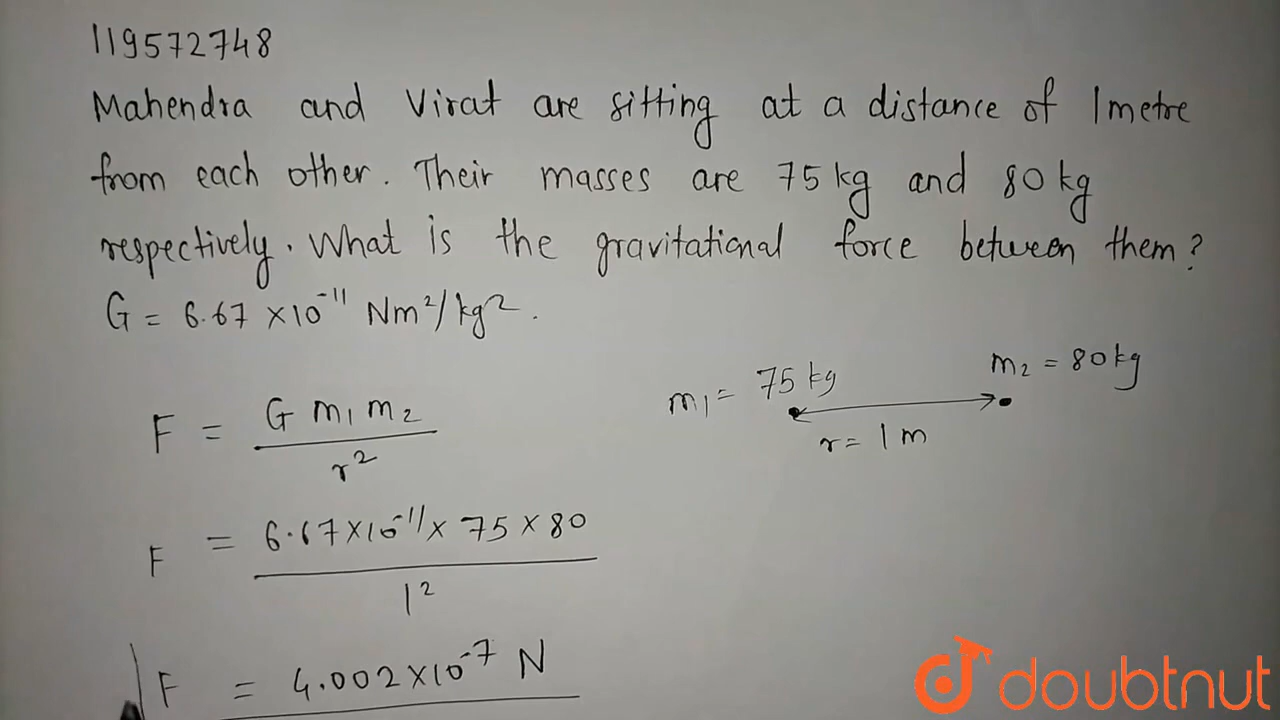 119572748
Mahendra and Virat are sitting at a distance of 1metre
from each other. Their masses are 75 kg and 80 kg
respectively. What is the gravitational force between them?
G = 6.67 ×10⁻¹¹ Nm²/kg².
m₁ = 75 kg
m₂ = 80 kg
r = 1 m
F = G m₁ m₂ / r²
F = 6.67×10⁻¹¹× 75 × 80 / 1²
F = 4.002×10⁻⁷ N
doubtnut